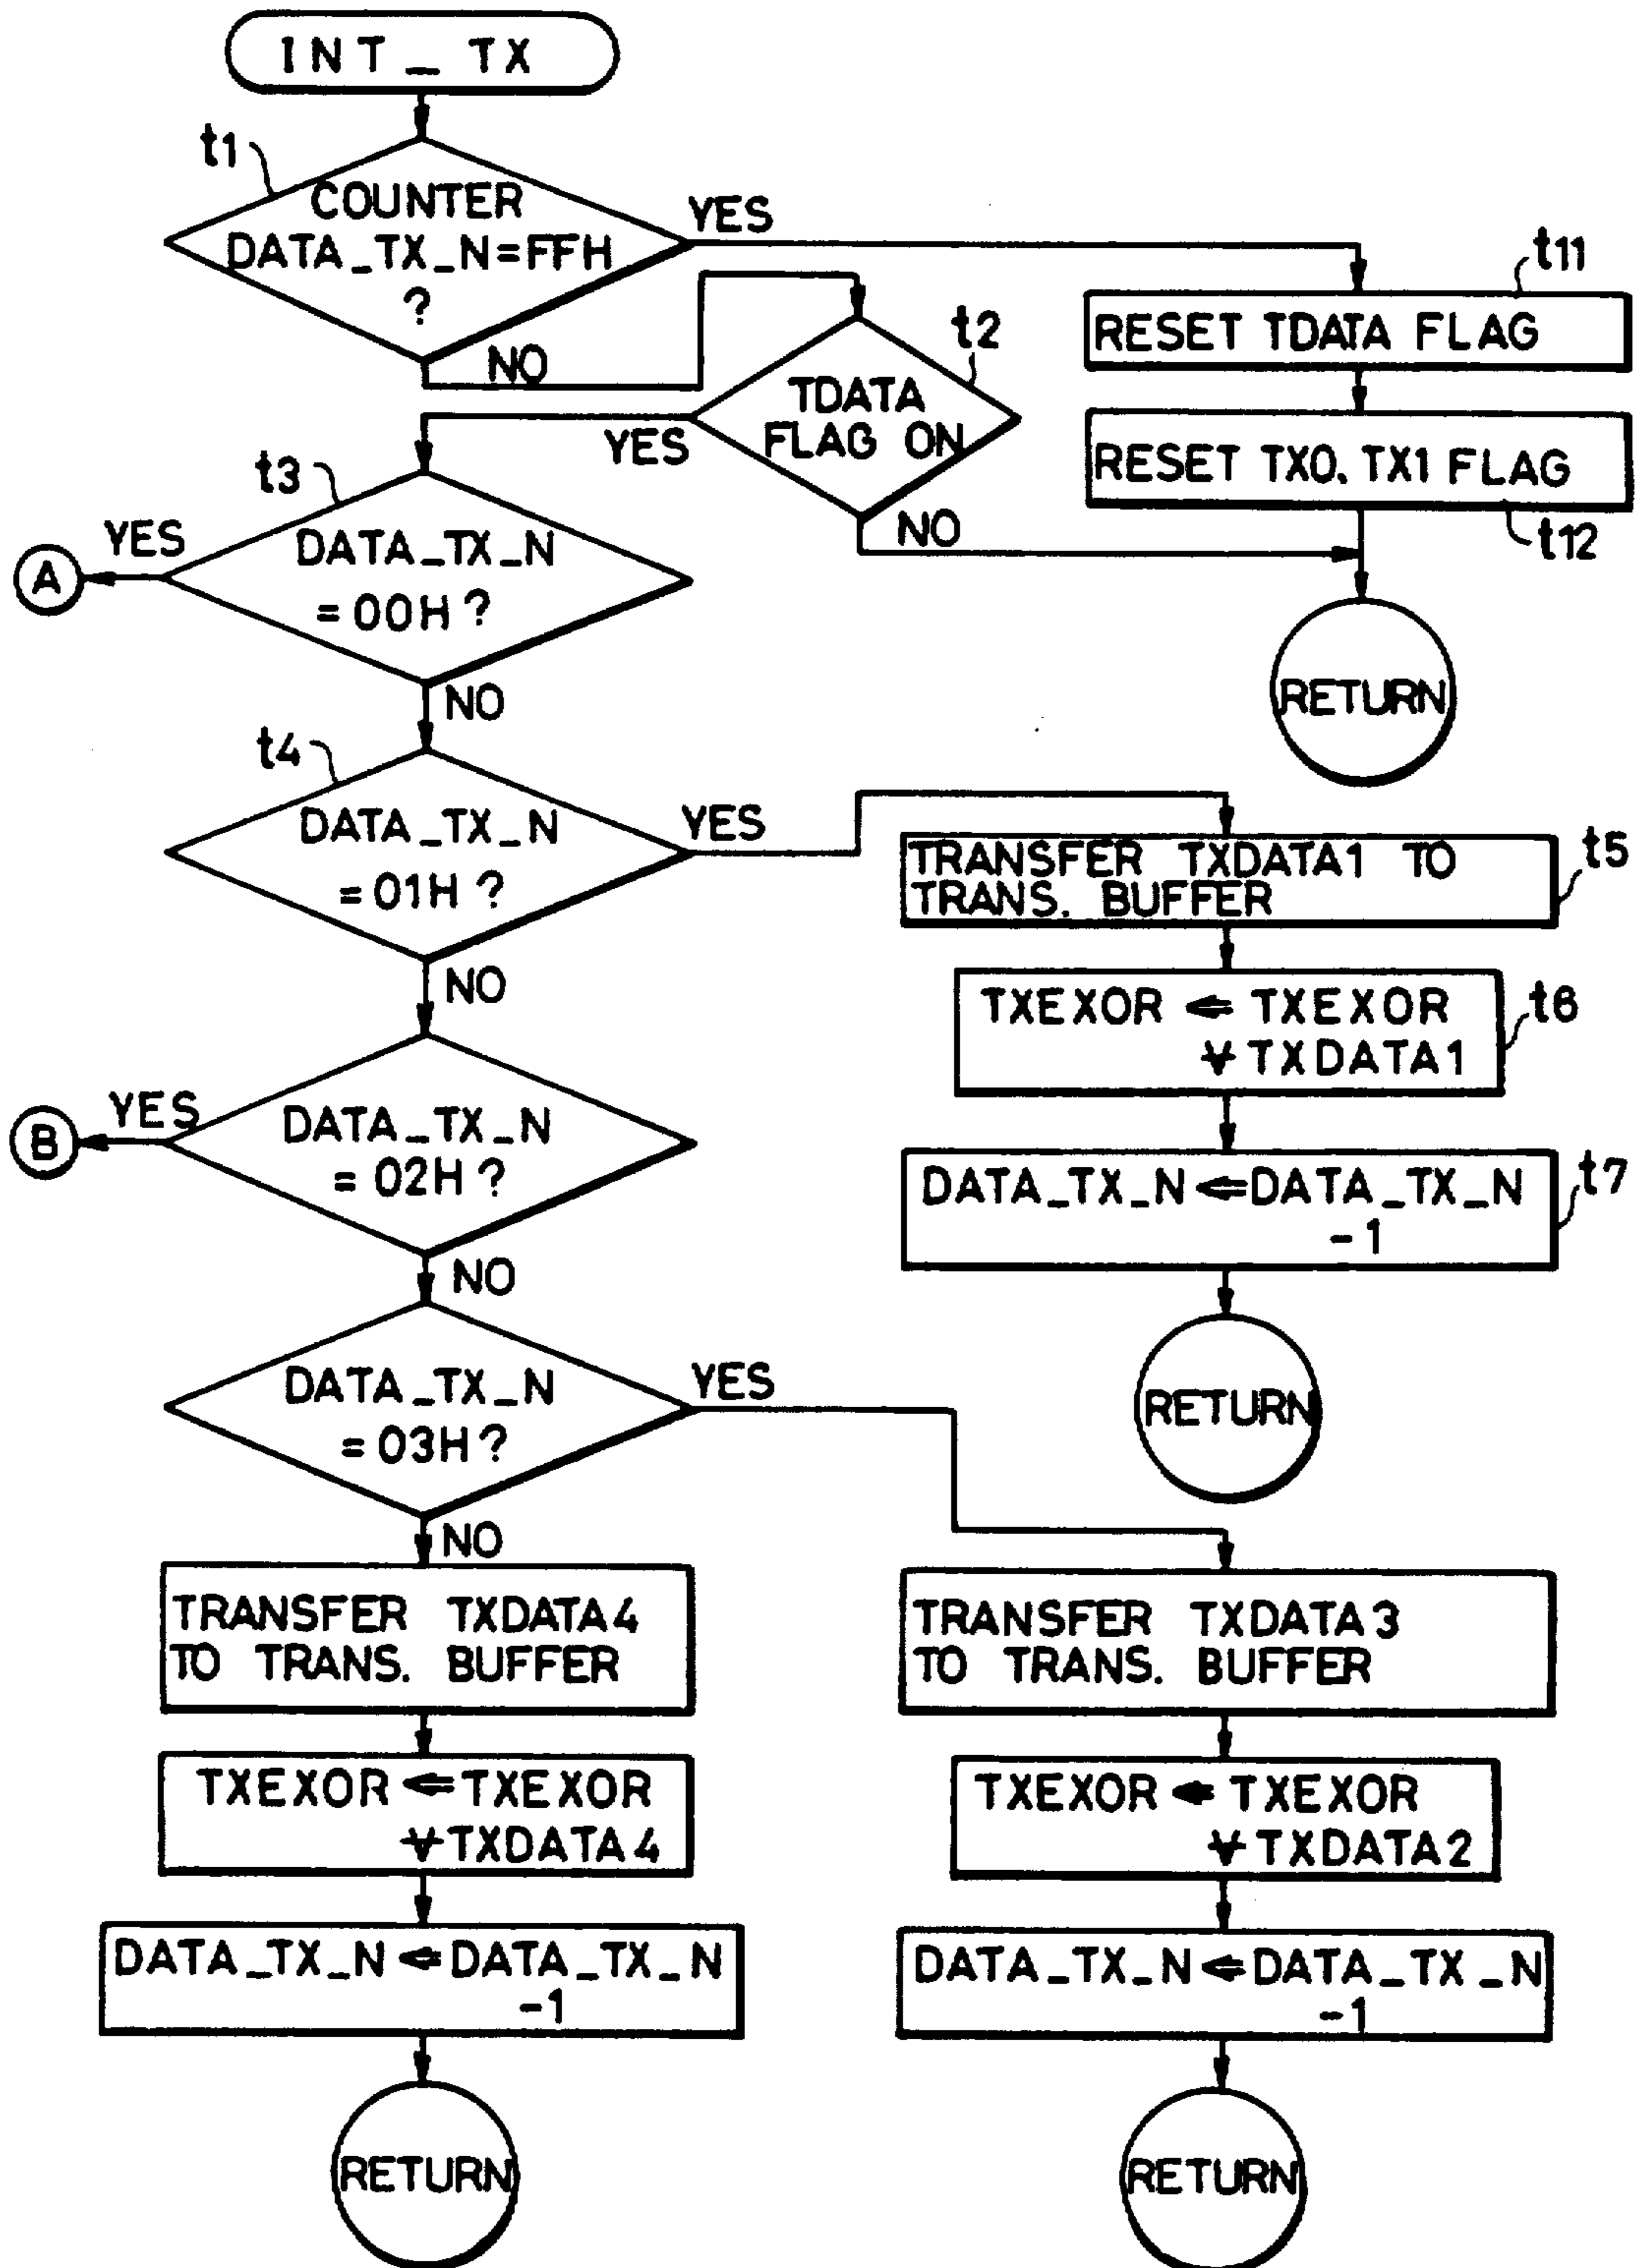 INT_TX
t1
COUNTER
DATA_TX_N=FFH
?
YES
NO
t11
RESET TDATA FLAG
t2
TDATA
FLAG ON
YES
NO
RESET TX0, TX1 FLAG
t12
RETURN
t3
DATA_TX_N
=00H?
YES
A
NO
t4
DATA_TX_N
=01H?
YES
NO
TRANSFER TXDATA1 TO
TRANS. BUFFER
t5
TXEXOR ⇐ TXEXOR
⊻ TXDATA1
t6
DATA_TX_N ⇐ DATA_TX_N
-1
t7
RETURN
DATA_TX_N
=02H?
YES
B
NO
DATA_TX_N
=03H?
YES
NO
TRANSFER TXDATA4
TO TRANS. BUFFER
TXEXOR ⇐ TXEXOR
⊻ TXDATA4
DATA_TX_N ⇐ DATA_TX_N
-1
RETURN
TRANSFER TXDATA3
TO TRANS. BUFFER
TXEXOR ⇐ TXEXOR
⊻ TXDATA2
DATA_TX_N ⇐ DATA_TX_N
-1
RETURN